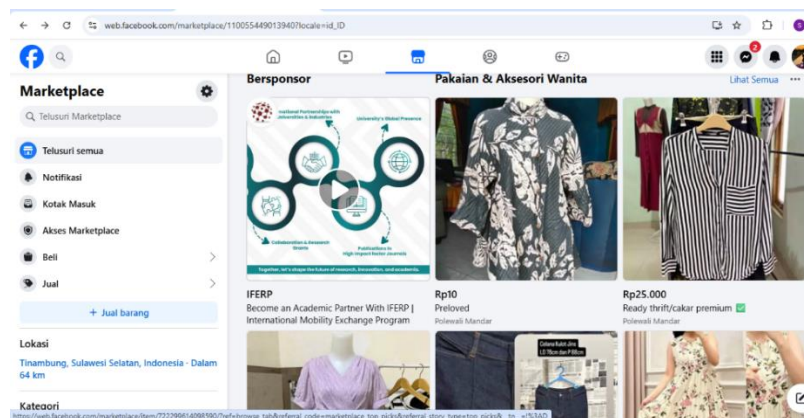 web.facebook.com/marketplace/110055449013940?locale=id_ID
2
Marketplace
Telusuri Marketplace
Telusuri semua
Notifikasi
Kotak Masuk
Akses Marketplace
Beli
Jual
+ Jual barang
Lokasi
Tinambung, Sulawesi Selatan, Indonesia · Dalam
64 km
Kategori
Bersponsor
national Partnerships with
Universities & Industries
University's Global Presence
Collaboration & Research
Grants
Publications in
High Impact Factor Journals
Together, let's shape the future of research, innovation, and academia.
IFERP
Become an Academic Partner With IFERP |
International Mobility Exchange Program
Pakaian & Aksesori Wanita
Lihat Semua
Rp10
Preloved
Polewali Mandar
Rp25.000
Ready thrift/cakar premium ✅
Polewali Mandar